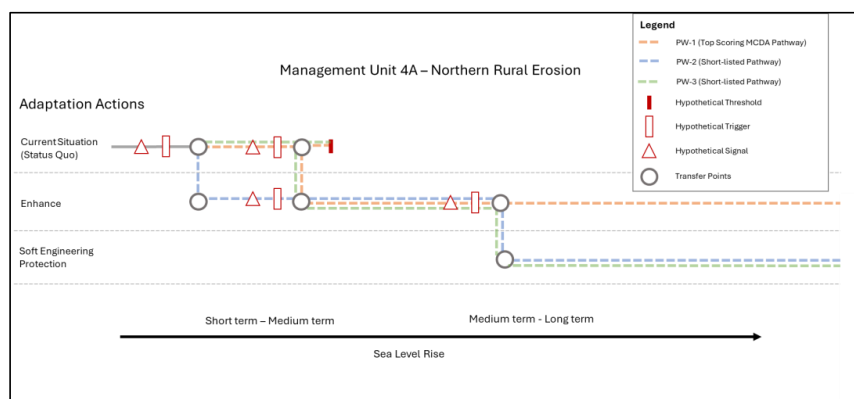 Legend
PW-1 (Top Scoring MCDA Pathway)
PW-2 (Short-listed Pathway)
PW-3 (Short-listed Pathway)
Hypothetical Threshold
Hypothetical Trigger
Hypothetical Signal
Transfer Points
Management Unit 4A – Northern Rural Erosion
Adaptation Actions
Current Situation
(Status Quo)
Enhance
Soft Engineering
Protection
Short term – Medium term
Medium term - Long term
Sea Level Rise